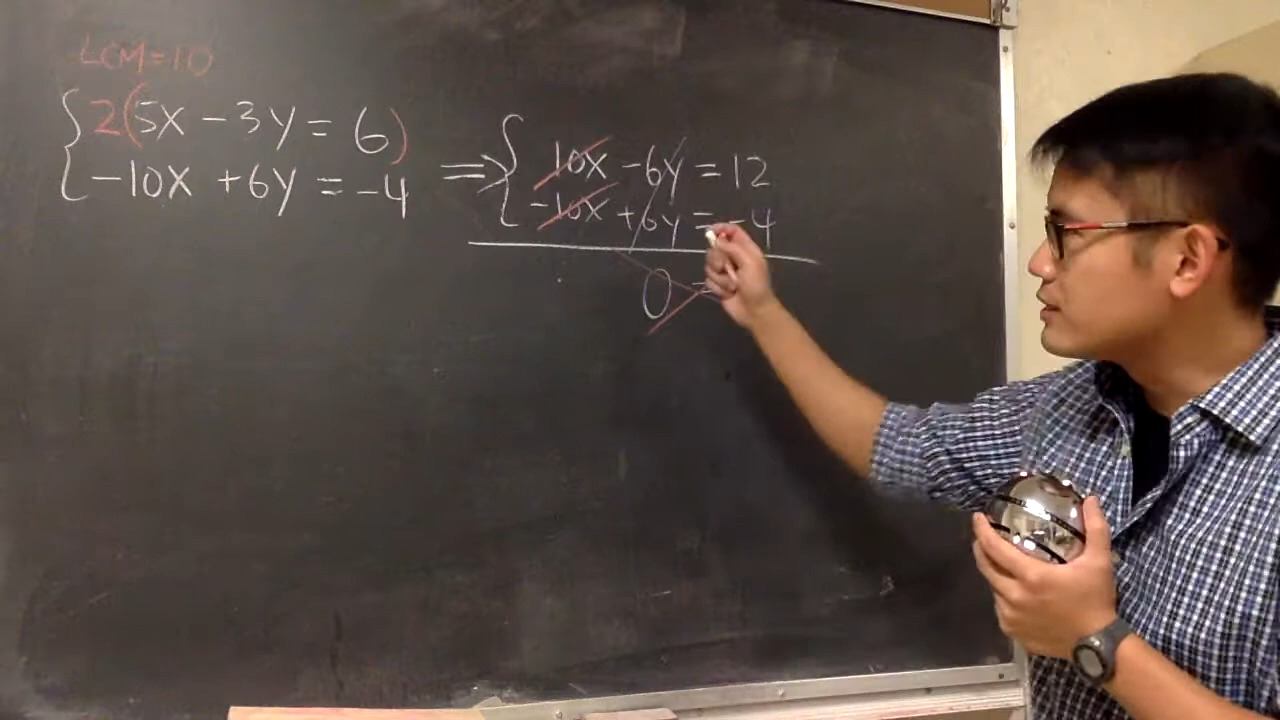 LCM=10
2(5x-3y=6)
-10x+6y=-4
⇒
10x-6y=12
-10x+6y=-4
0=